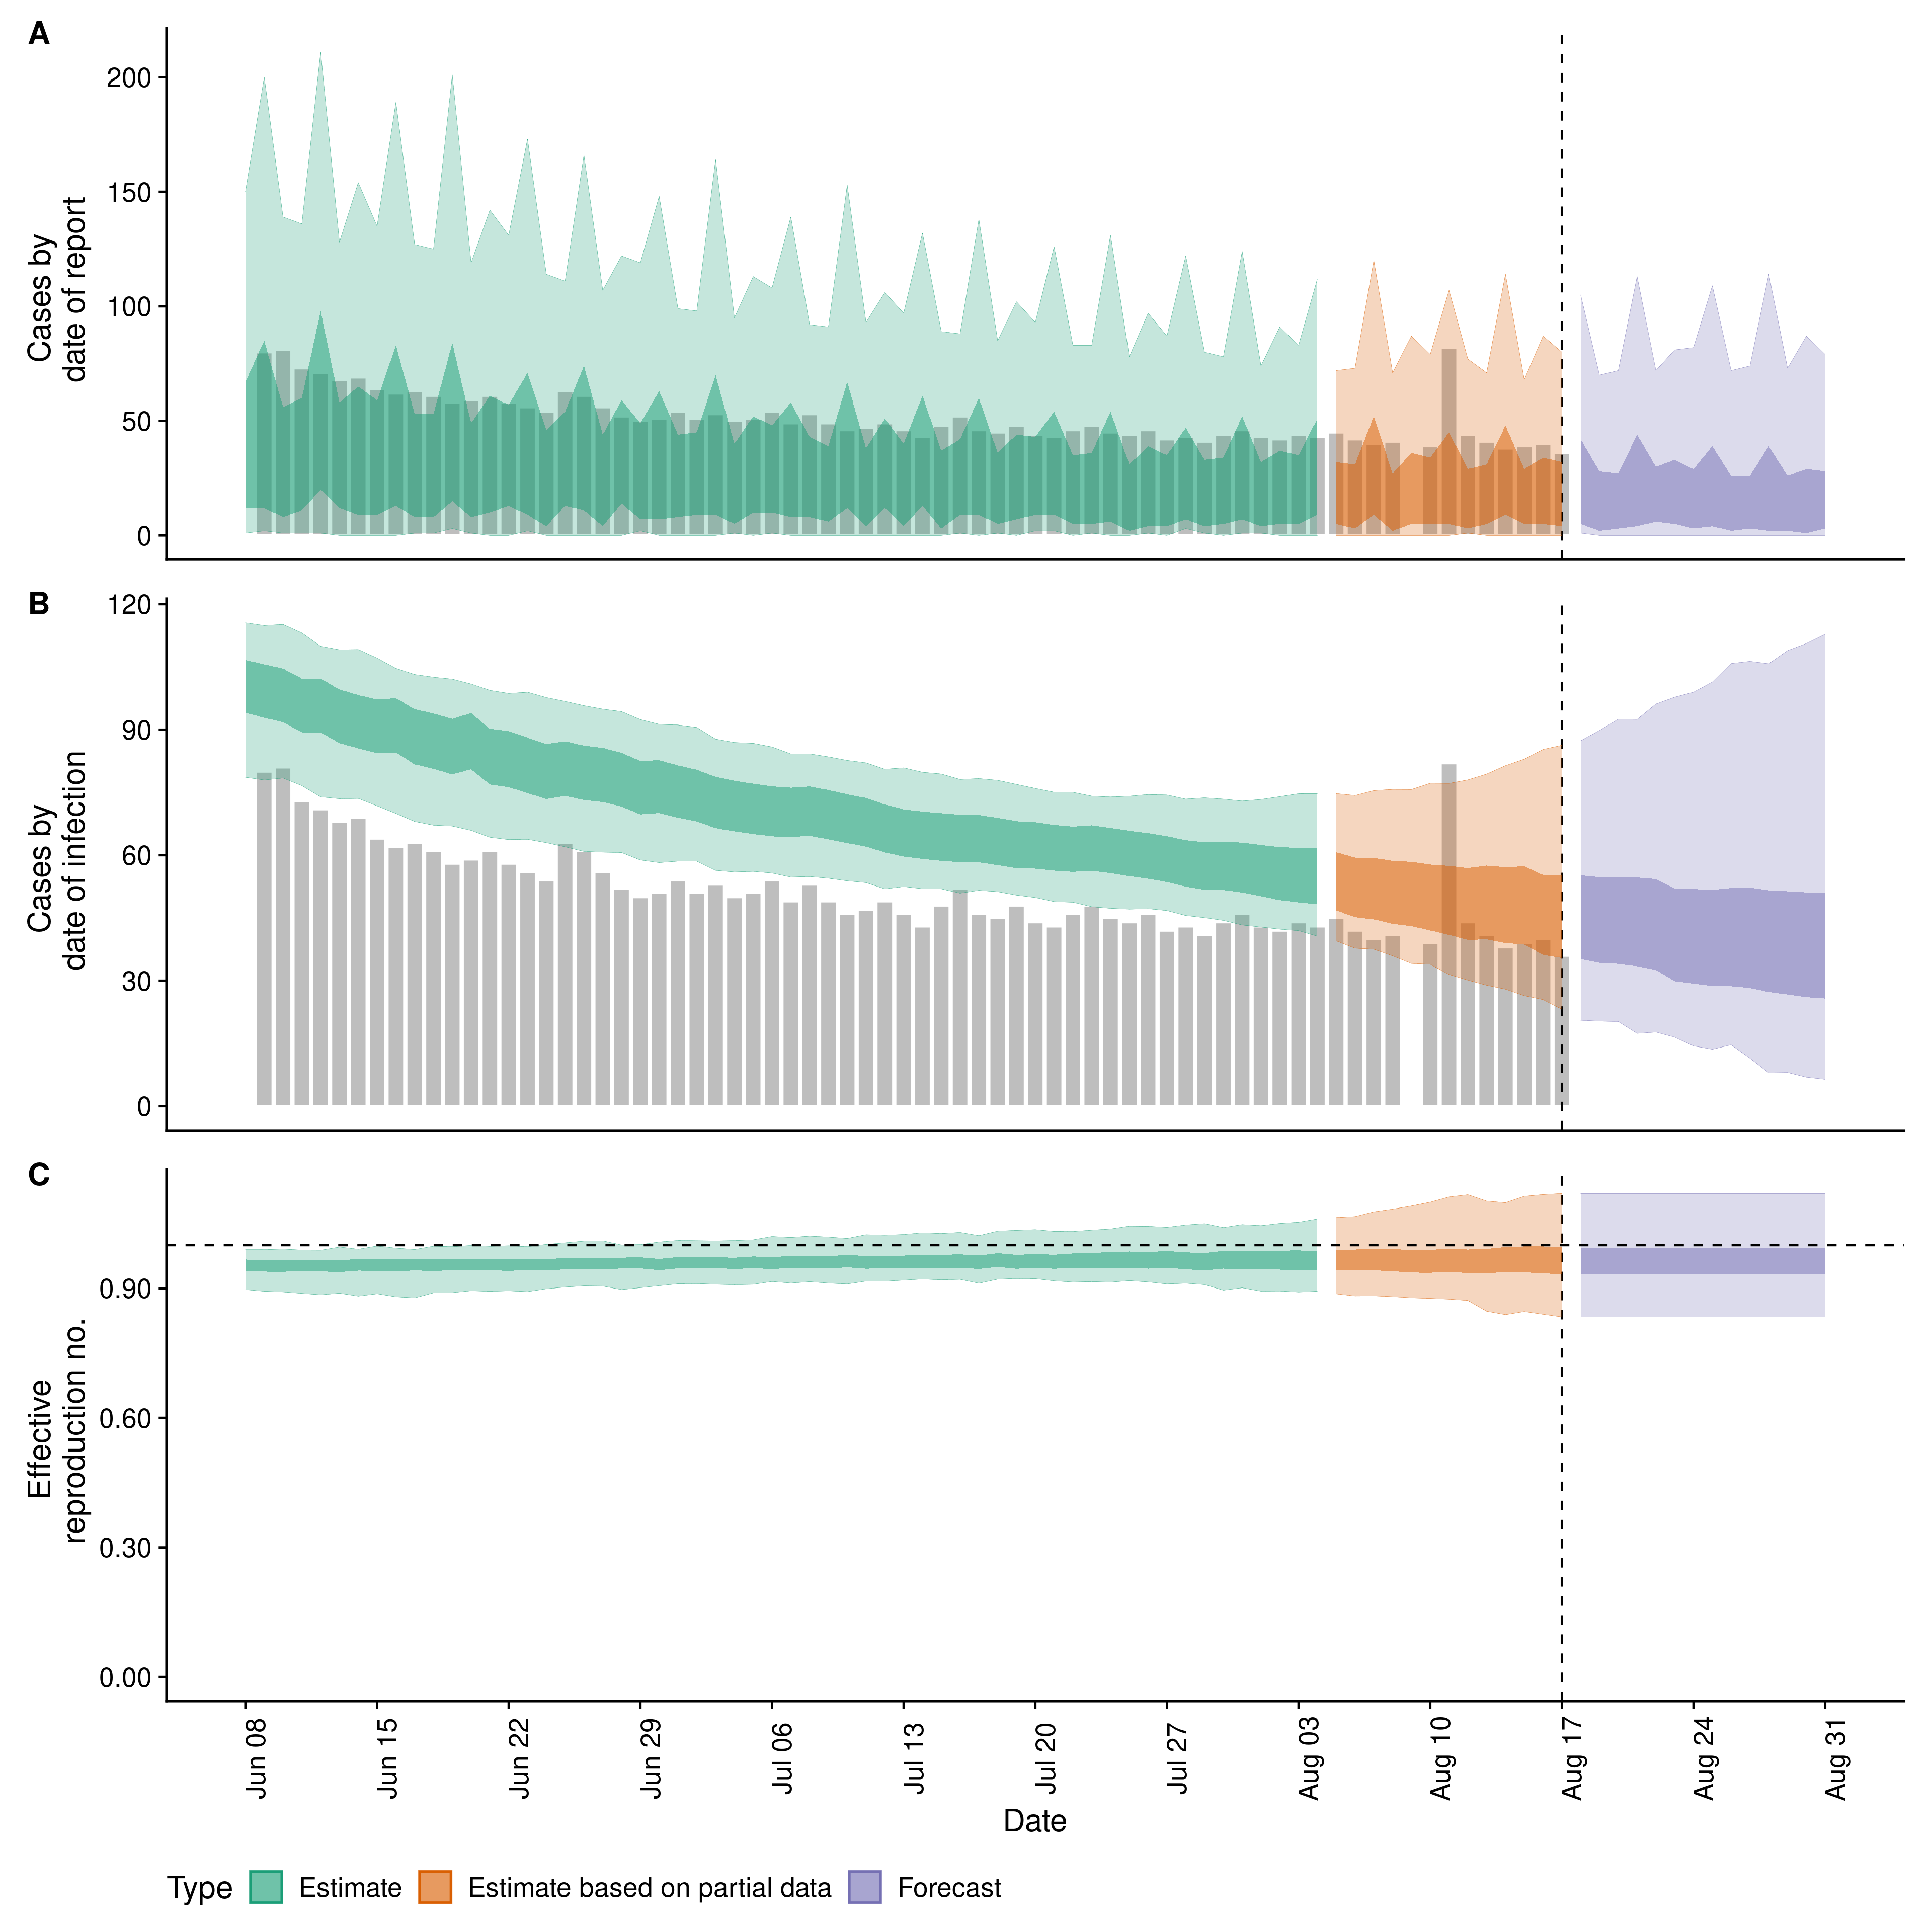 A
Cases by
date of report
200
150
100
50
0
B
Cases by
date of infection
120
90
60
30
0
C
Effective
reproduction no.
0.90
0.60
0.30
0.00
Jun 08
Jun 15
Jun 22
Jun 29
Jul 06
Jul 13
Jul 20
Jul 27
Aug 03
Aug 10
Aug 17
Aug 24
Aug 31
Date
Type Estimate Estimate based on partial data Forecast